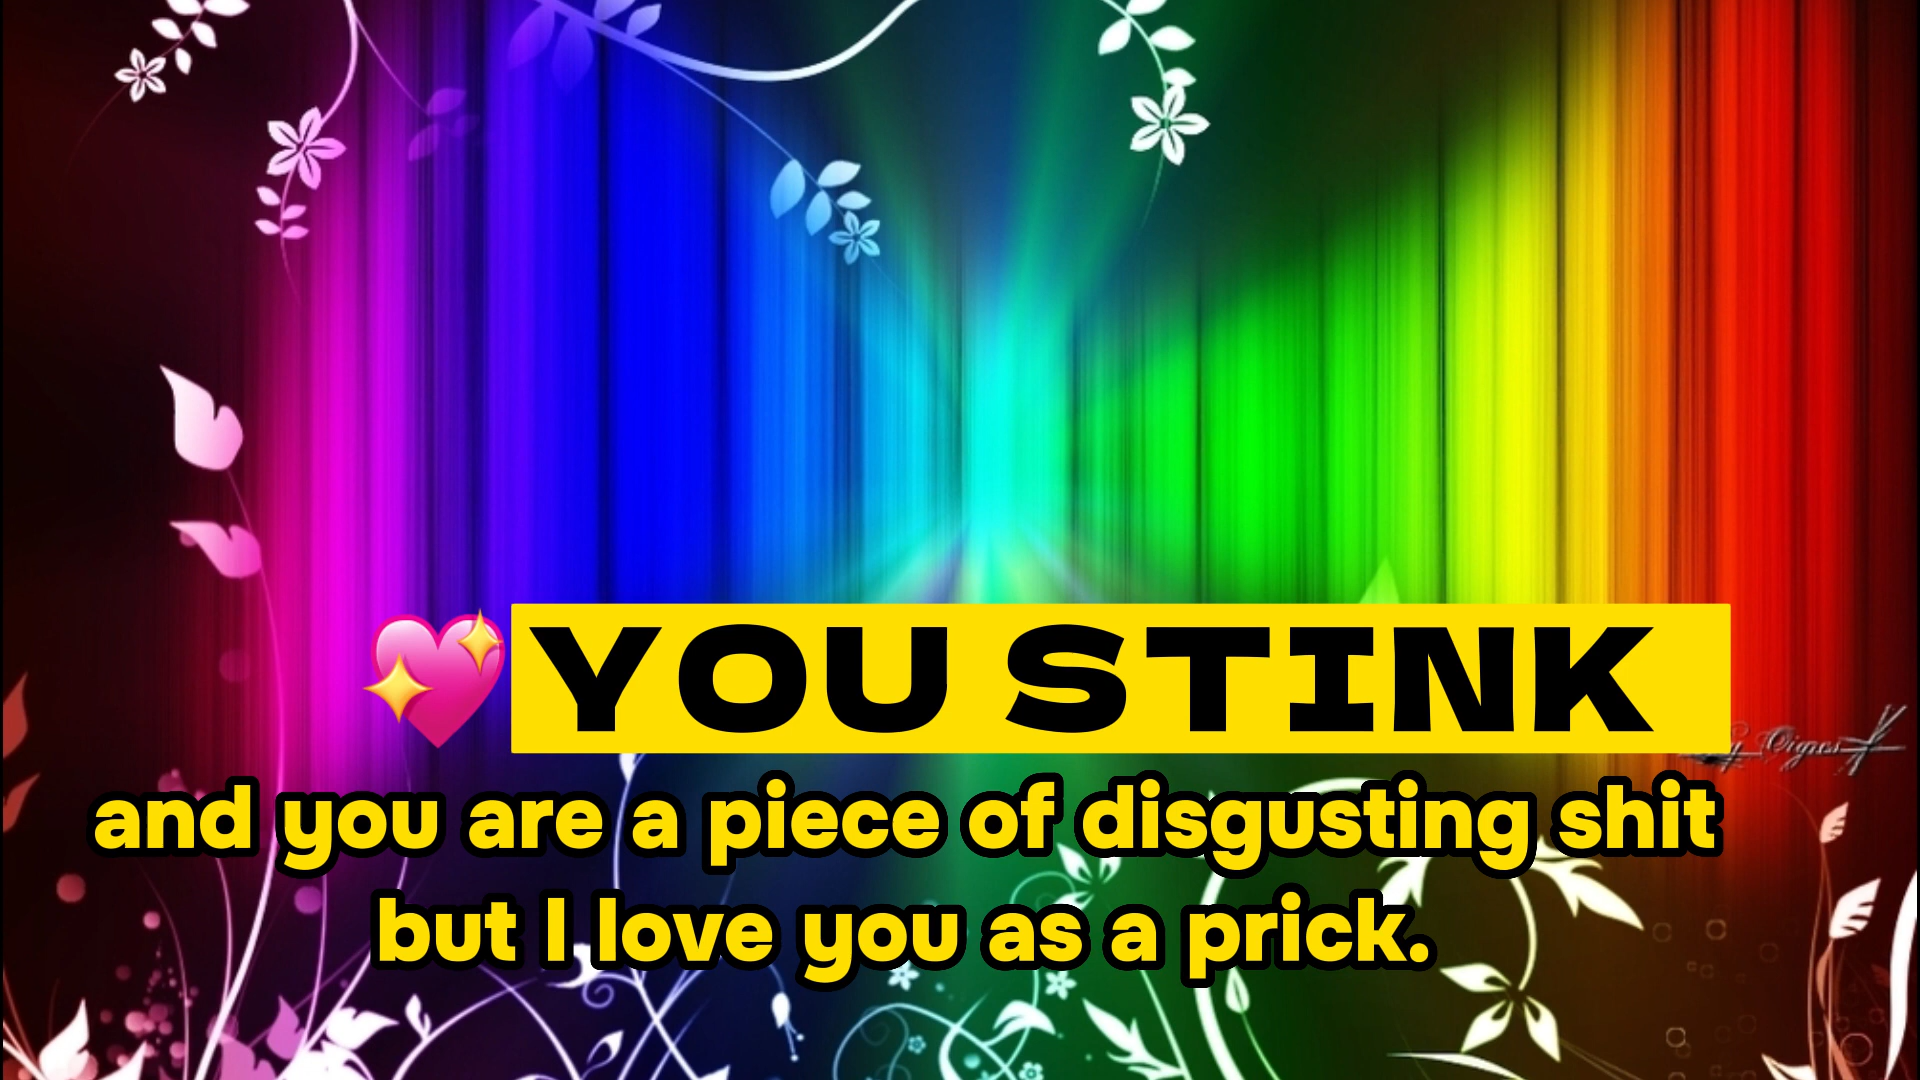 💖YOU STINK
and you are a piece of disgusting shit
but I love you as a prick.